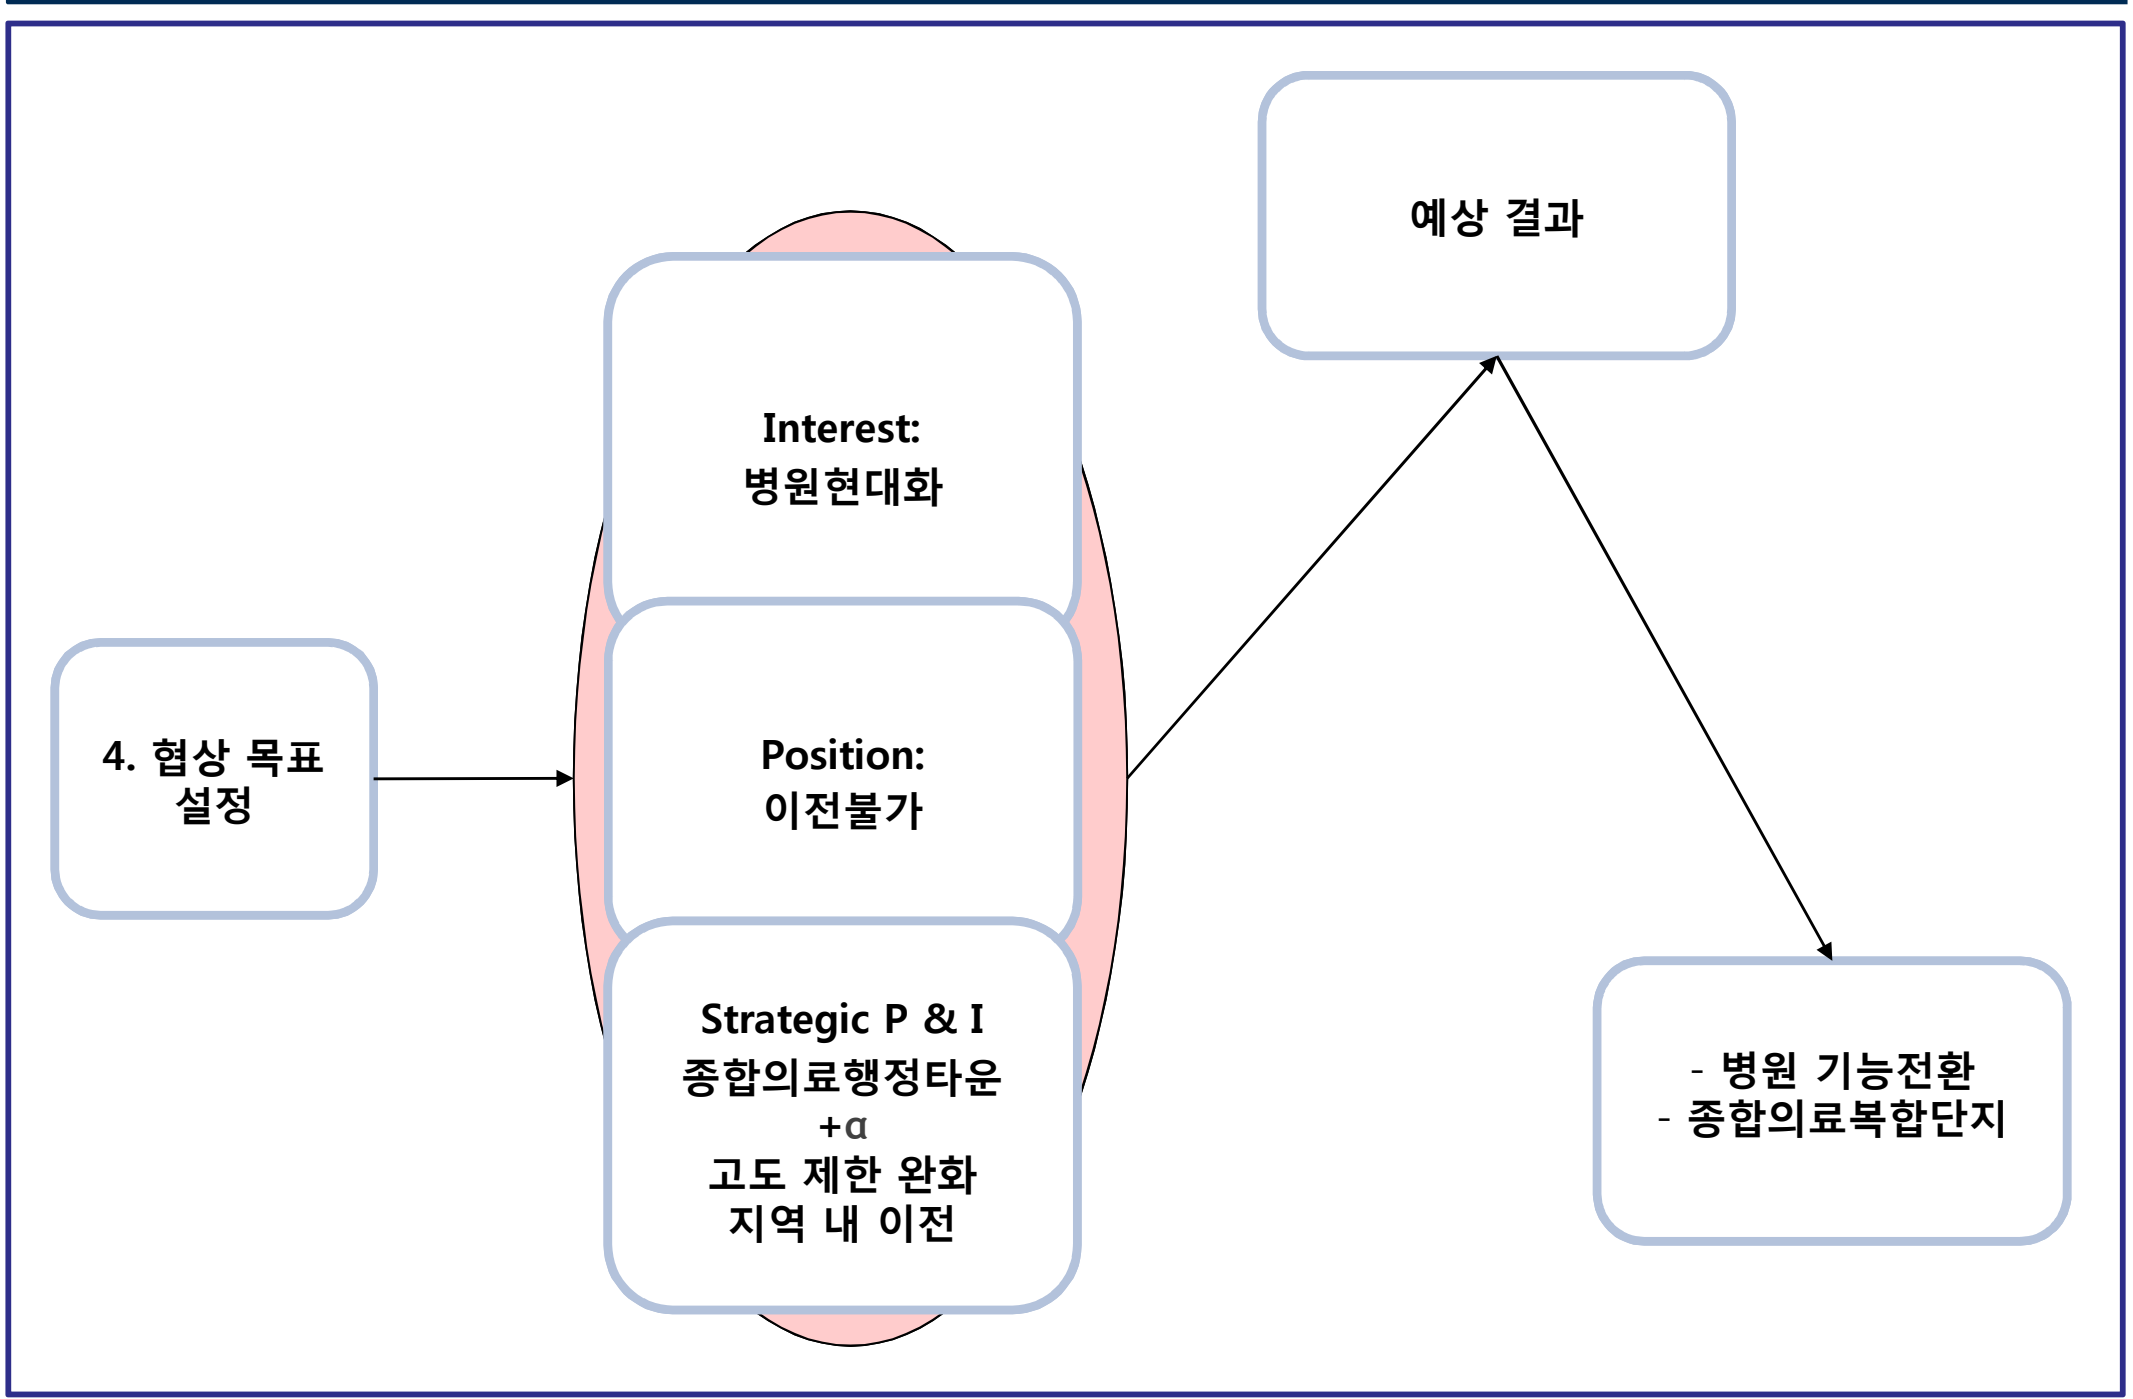 4. 협상 목표
설정
Interest:
병원현대화
Position:
이전불가
Strategic P & I
종합의료행정타운
+α
고도 제한 완화
지역 내 이전
예상 결과
- 병원 기능전환
- 종합의료복합단지